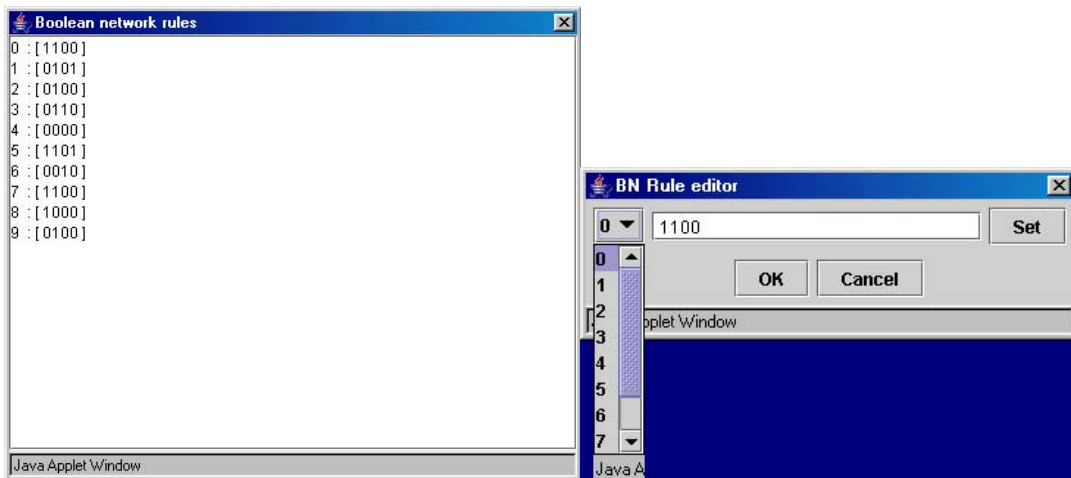 Boolean network rules
0 :[1100]
1 :[0101]
2 :[0100]
3 :[0110]
4 :[0000]
5 :[1101]
6 :[0010]
7 :[1100]
8 :[1000]
9 :[0100]
Java Applet Window
BN Rule editor
0 1100 Set
0
1
2
3
4
5
6
7
OK Cancel
pplet Window
Java A